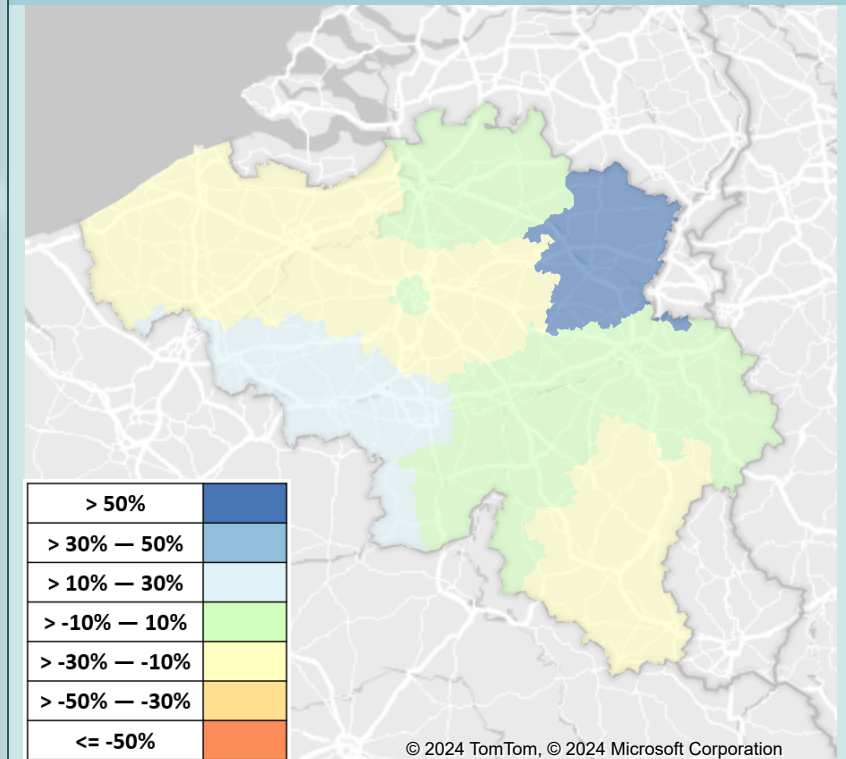 > 50%
> 30% — 50%
> 10% — 30%
> -10% — 10%
> -30% — -10%
> -50% — -30%
<= -50%
© 2024 TomTom, © 2024 Microsoft Corporation